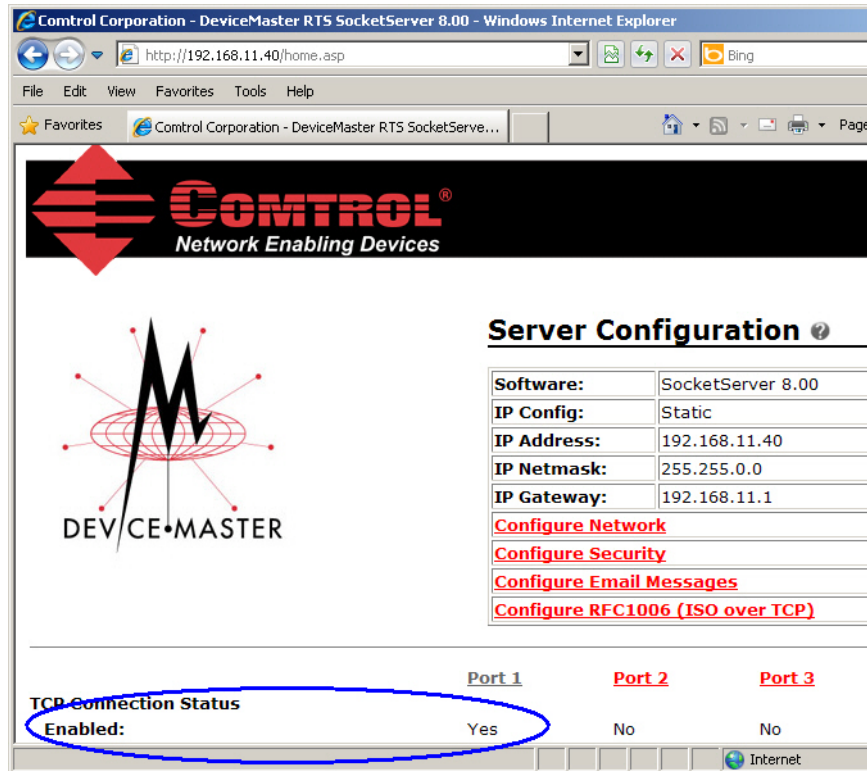 Comtrol Corporation - DeviceMaster RTS SocketServer 8.00 - Windows Internet Explorer
http://192.168.11.40/home.asp
Bing
File Edit View Favorites Tools Help
Favorites Comtrol Corporation - DeviceMaster RTS SocketServe... Page
COMTROL®
Network Enabling Devices
Server Configuration ?
Software: SocketServer 8.00
IP Config: Static
IP Address: 192.168.11.40
IP Netmask: 255.255.0.0
IP Gateway: 192.168.11.1
Configure Network
Configure Security
Configure Email Messages
Configure RFC1006 (ISO over TCP)
DEVICE•MASTER
Port 1 Port 2 Port 3
TCP Connection Status
Enabled: Yes No No
Internet